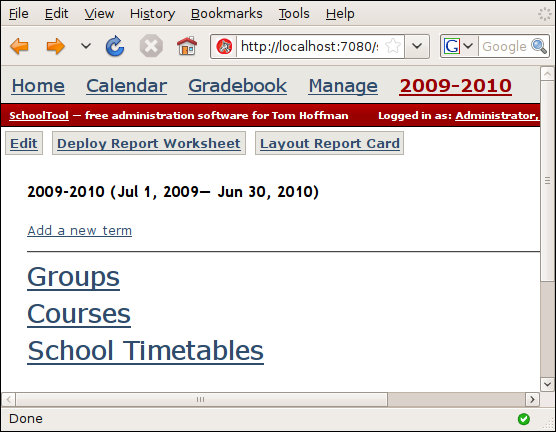 File Edit View History Bookmarks Tools Help
http://localhost:7080/ G Google
Home Calendar Gradebook Manage 2009-2010
SchoolTool — free administration software for Tom Hoffman Logged in as: Administrator,
Edit Deploy Report Worksheet Layout Report Card
2009-2010 (Jul 1, 2009— Jun 30, 2010)
Add a new term
Groups
Courses
School Timetables
Done